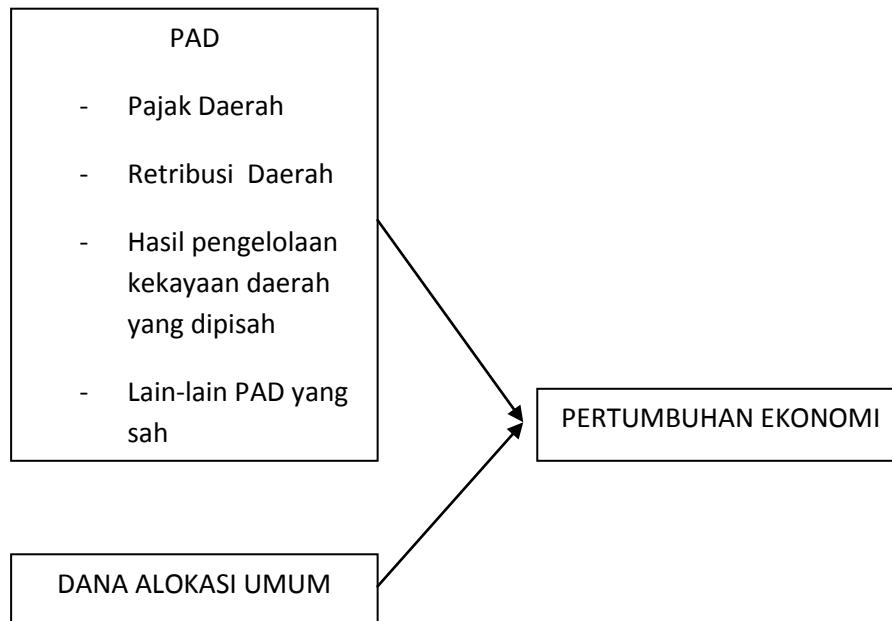 PAD
- Pajak Daerah
- Retribusi Daerah
- Hasil pengelolaan
kekayaan daerah
yang dipisah
- Lain-lain PAD yang
sah
PERTUMBUHAN EKONOMI
DANA ALOKASI UMUM